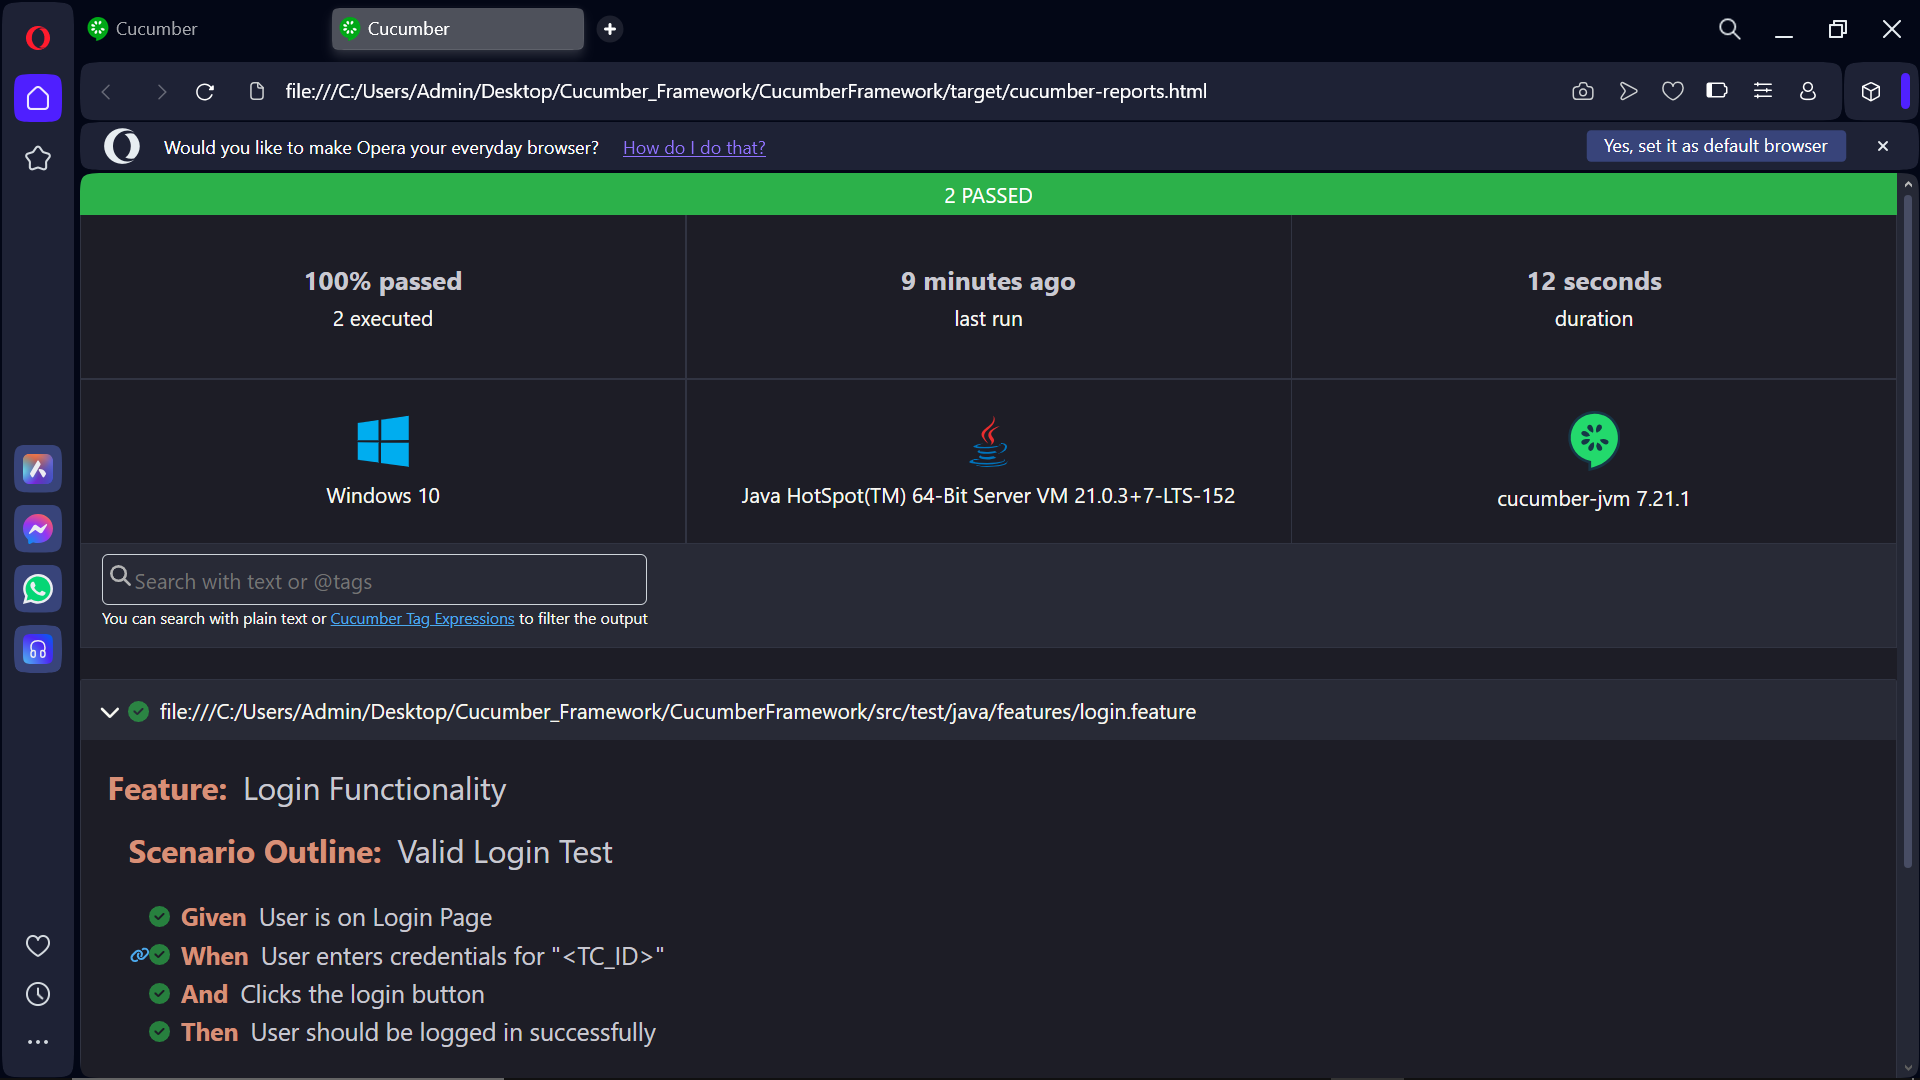 Cucumber
Cucumber
file:///C:/Users/Admin/Desktop/Cucumber_Framework/CucumberFramework/target/cucumber-reports.html
Would you like to make Opera your everyday browser? How do I do that?
Yes, set it as default browser
2 PASSED
100% passed
2 executed
9 minutes ago
last run
12 seconds
duration
Windows 10
Java HotSpot(TM) 64-Bit Server VM 21.0.3+7-LTS-152
cucumber-jvm 7.21.1
Search with text or @tags
You can search with plain text or Cucumber Tag Expressions to filter the output
file:///C:/Users/Admin/Desktop/Cucumber_Framework/CucumberFramework/src/test/java/features/login.feature
Feature: Login Functionality
Scenario Outline: Valid Login Test
Given User is on Login Page
When User enters credentials for "<TC_ID>"
And Clicks the login button
Then User should be logged in successfully